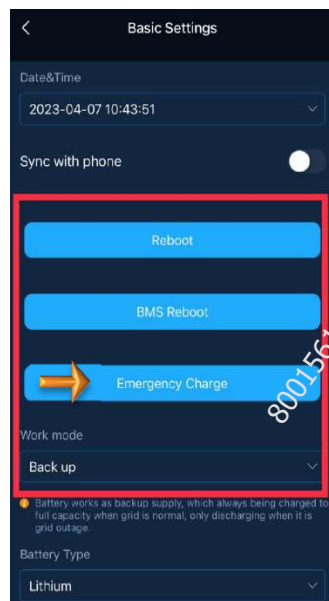 Basic Settings
Date&Time
2023-04-07 10:43:51
Sync with phone
Reboot
BMS Reboot
Emergency Charge
Work mode
Back up
Battery works as backup supply, which always being charged to
full capacity when grid is normal, only discharging when it is
grid outage.
Battery Type
Lithium